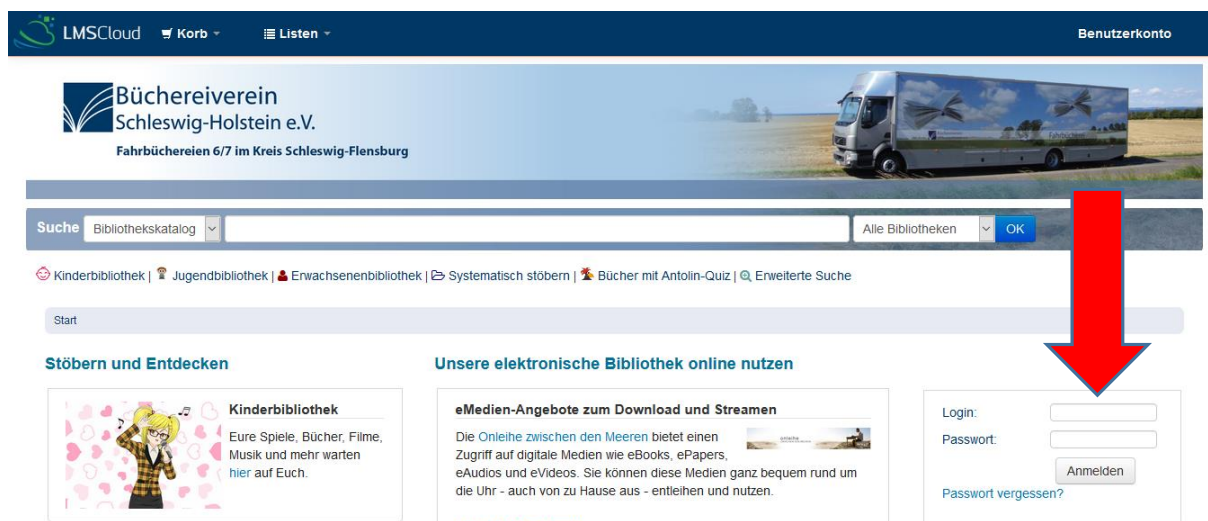 LMSCloud Korb Listen Benutzerkonto
Büchereiverein
Schleswig-Holstein e.V.
Fahrbüchereien 6/7 im Kreis Schleswig-Flensburg
Fahrbücherei
Suche Bibliothekskatalog Alle Bibliotheken OK
Kinderbibliothek | Jugendbibliothek | Erwachsenenbibliothek | Systematisch stöbern | Bücher mit Antolin-Quiz | Erweiterte Suche
Start
Stöbern und Entdecken
Kinderbibliothek
Eure Spiele, Bücher, Filme,
Musik und mehr warten
hier auf Euch.
Unsere elektronische Bibliothek online nutzen
eMedien-Angebote zum Download und Streamen
Die Onleihe zwischen den Meeren bietet einen
Zugriff auf digitale Medien wie eBooks, ePapers,
eAudios und eVideos. Sie können diese Medien ganz bequem rund um
die Uhr - auch von zu Hause aus - entleihen und nutzen.
onleihe
Login:
Passwort:
Anmelden
Passwort vergessen?